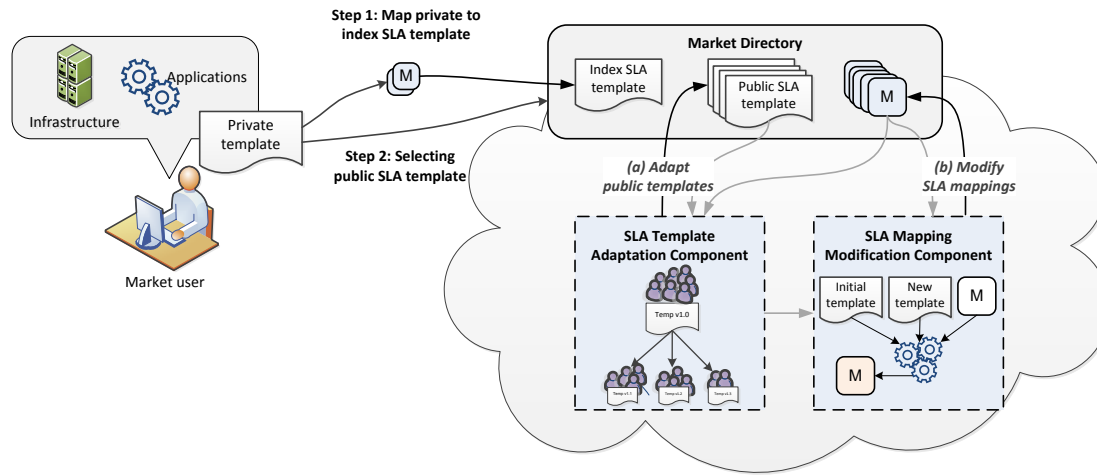 Step 1: Map private to
index SLA template
Infrastructure
Applications
Private
template
M
Step 2: Selecting
public SLA template
Market user
Market Directory
Index SLA
template
Public SLA
template
M
(a) Adapt
public templates
(b) Modify
SLA mappings
SLA Template
Adaptation Component
Temp v1.0
SLA Mapping
Modification Component
Initial
template
New
template
M
M